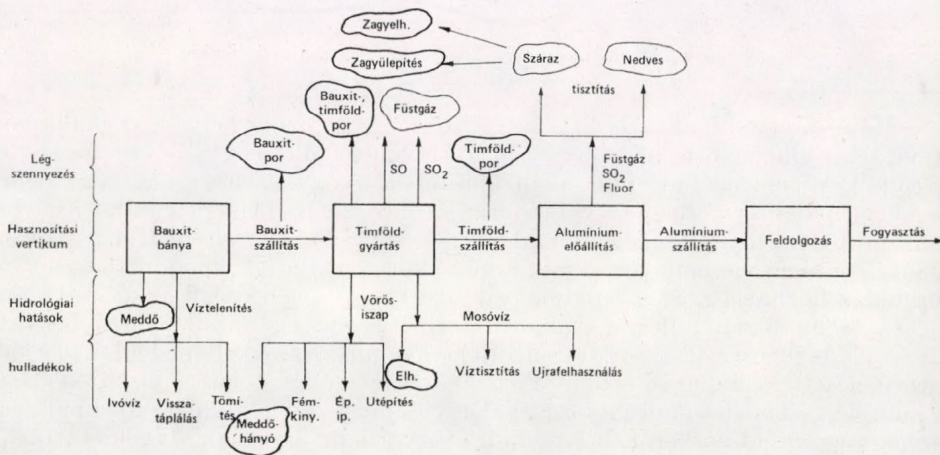 Zagyelh.
Zagyülepítés
Száraz
Nedves
tisztítás
Bauxit-,
timföld-
por
Füstgáz
Bauxit-
por
Timföld-
por
Lég-
szennyezés
SO
SO₂
Füstgáz
SO₂
Fluor
Hasznosítási
vertikum
Bauxit-
bánya
Bauxit-
szállítás
Timföld-
gyártás
Timföld-
szállítás
Alumínium-
előállítás
Alumínium-
szállítás
Feldolgozás
Fogyasztás
Hidrológiai
hatások
Meddő
Víztelenítés
Vörös-
iszap
Mosóvíz
hulladékok
Ivóvíz
Vissza-
táplálás
Tömí-
tés
Meddő-
hányó
Fém-
kiny.
Ép.
ip.
Utépítés
Elh.
Víztisztítás
Ujrafelhasználás